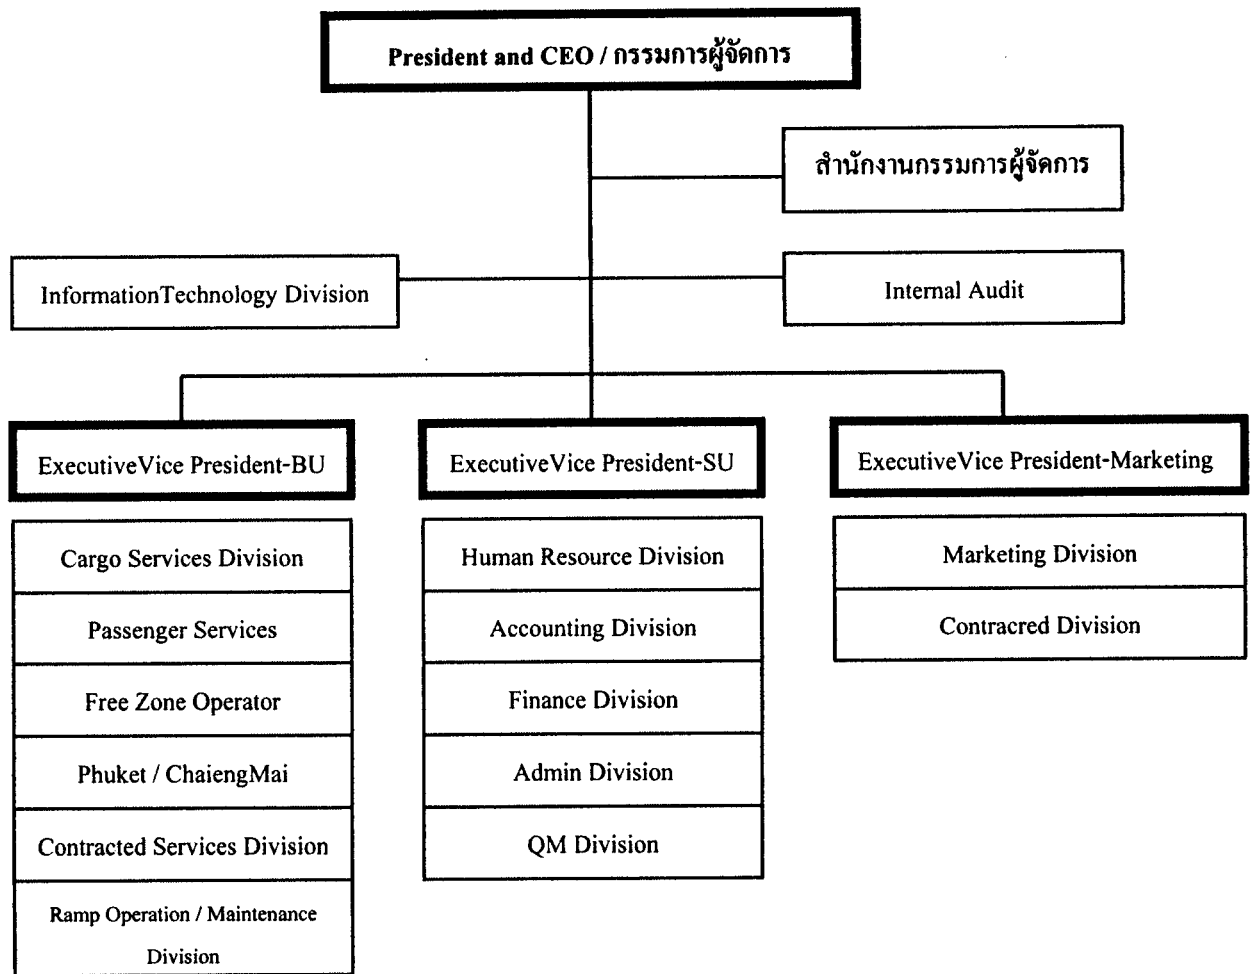 President and CEO / กรรมการผู้จัดการ
สำนักงานกรรมการผู้จัดการ
InformationTechnology Division
Internal Audit
ExecutiveVice President-BU
ExecutiveVice President-SU
ExecutiveVice President-Marketing
Cargo Services Division
Passenger Services
Free Zone Operator
Phuket / ChaiengMai
Contracted Services Division
Ramp Operation / Maintenance
Division
Human Resource Division
Accounting Division
Finance Division
Admin Division
QM Division
Marketing Division
Contracred Division